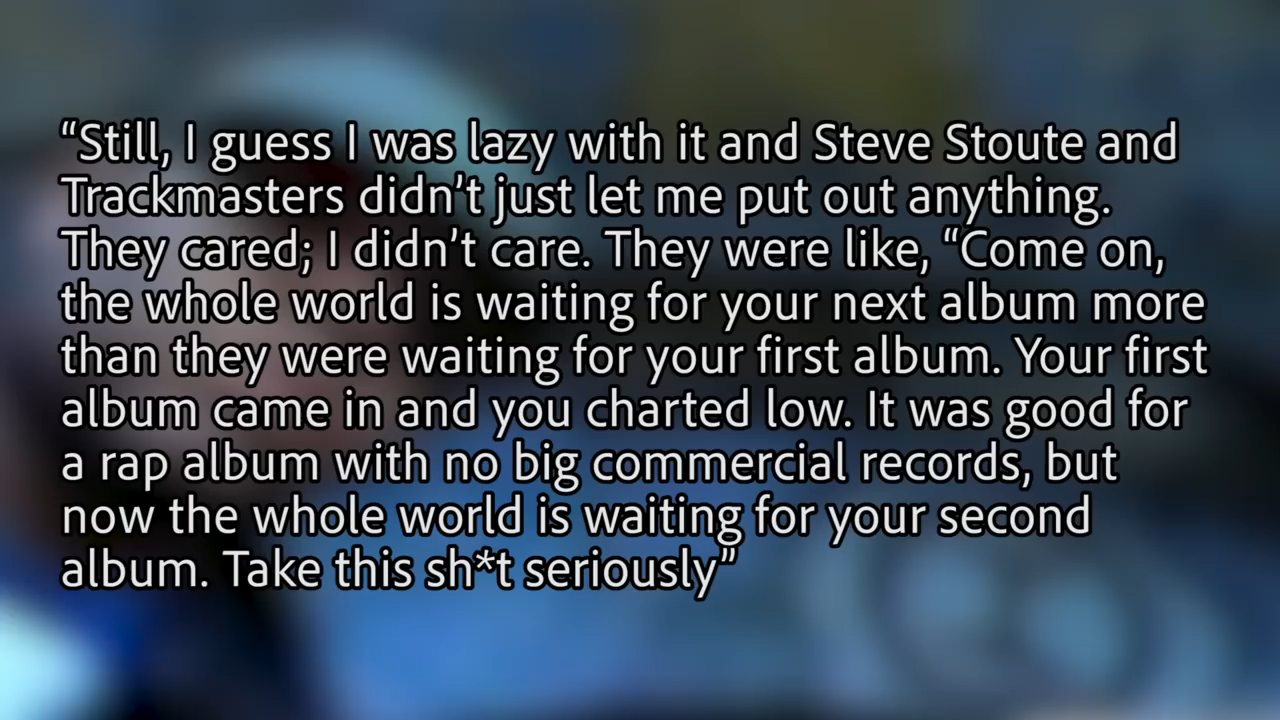 “Still, I guess I was lazy with it and Steve Stoute and
Trackmasters didn’t just let me put out anything.
They cared; I didn’t care. They were like, “Come on,
the whole world is waiting for your next album more
than they were waiting for your first album. Your first
album came in and you charted low. It was good for
a rap album with no big commercial records, but
now the whole world is waiting for your second
album. Take this sh*t seriously”